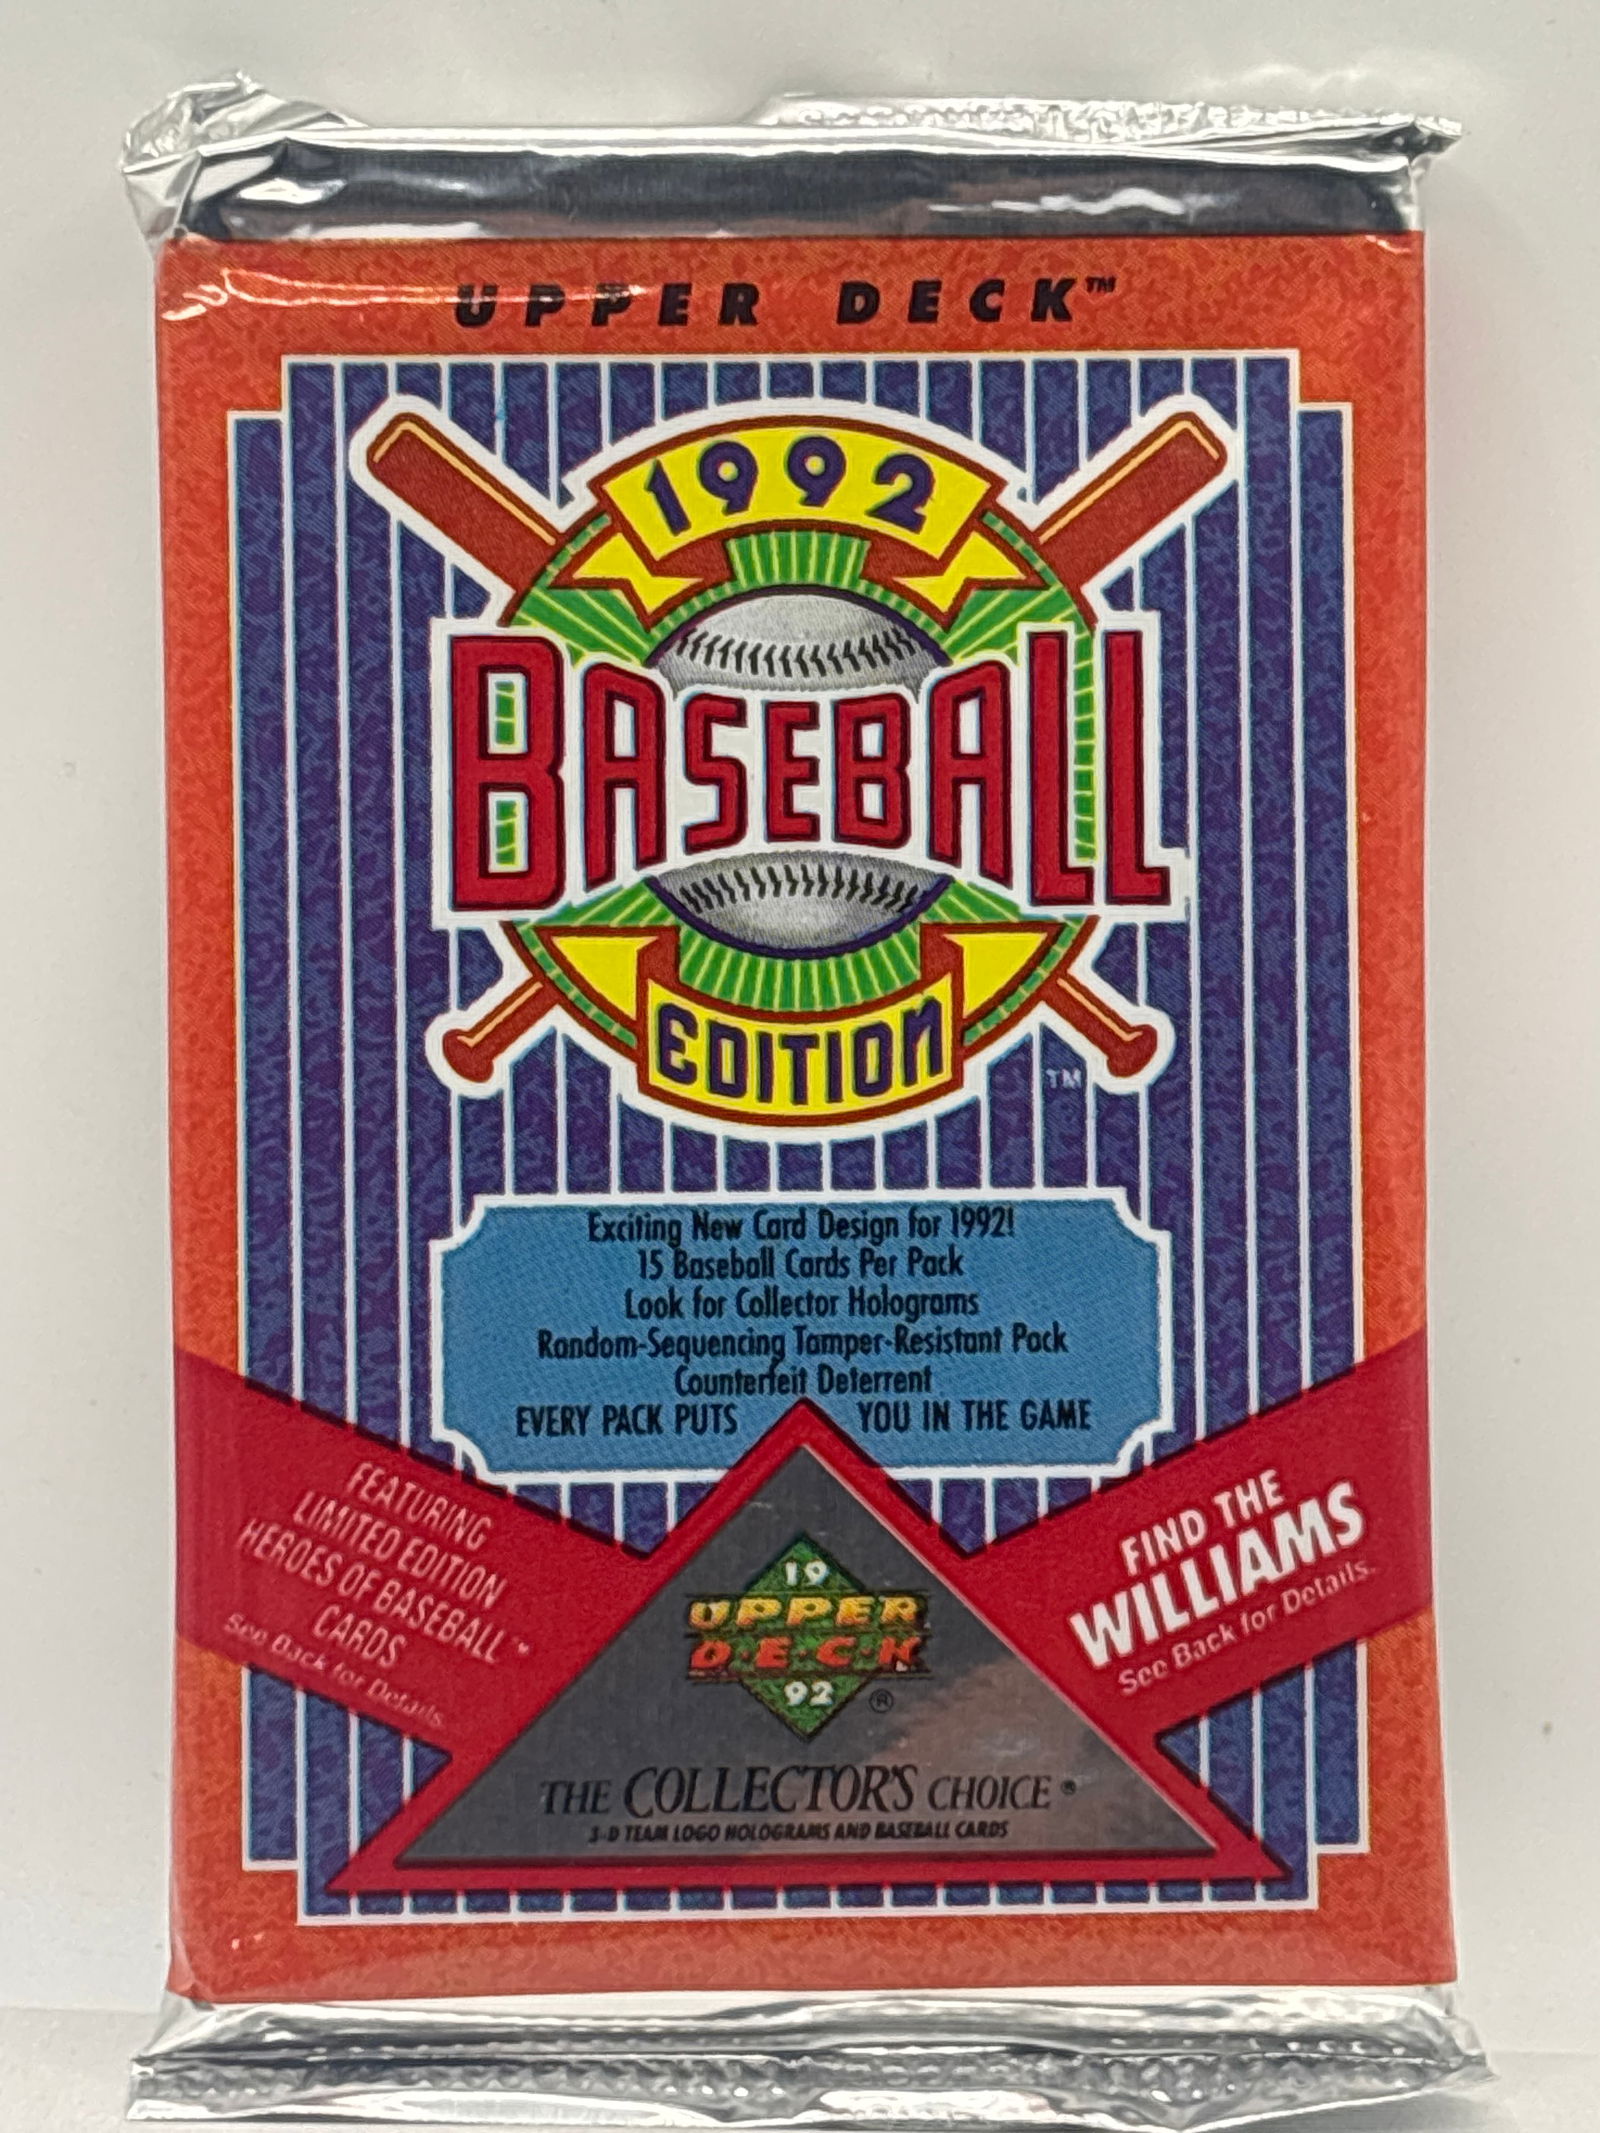 UPPER DECK™
1992
BASEBALL
EDITION
™
Exciting New Card Design for 1992!
15 Baseball Cards Per Pack
Look for Collector Holograms
Random-Sequencing Tamper-Resistant Pack
Counterfeit Deterrent
EVERY PACK PUTS YOU IN THE GAME
FEATURING
LIMITED EDITION
HEROES OF BASEBALL™
CARDS
See Back for Details.
FIND THE
WILLIAMS
See Back for Details.
19
UPPER
D·E·C·K
92 ®
THE COLLECTOR'S CHOICE ®
3-D TEAM LOGO HOLOGRAMS AND BASEBALL CARDS